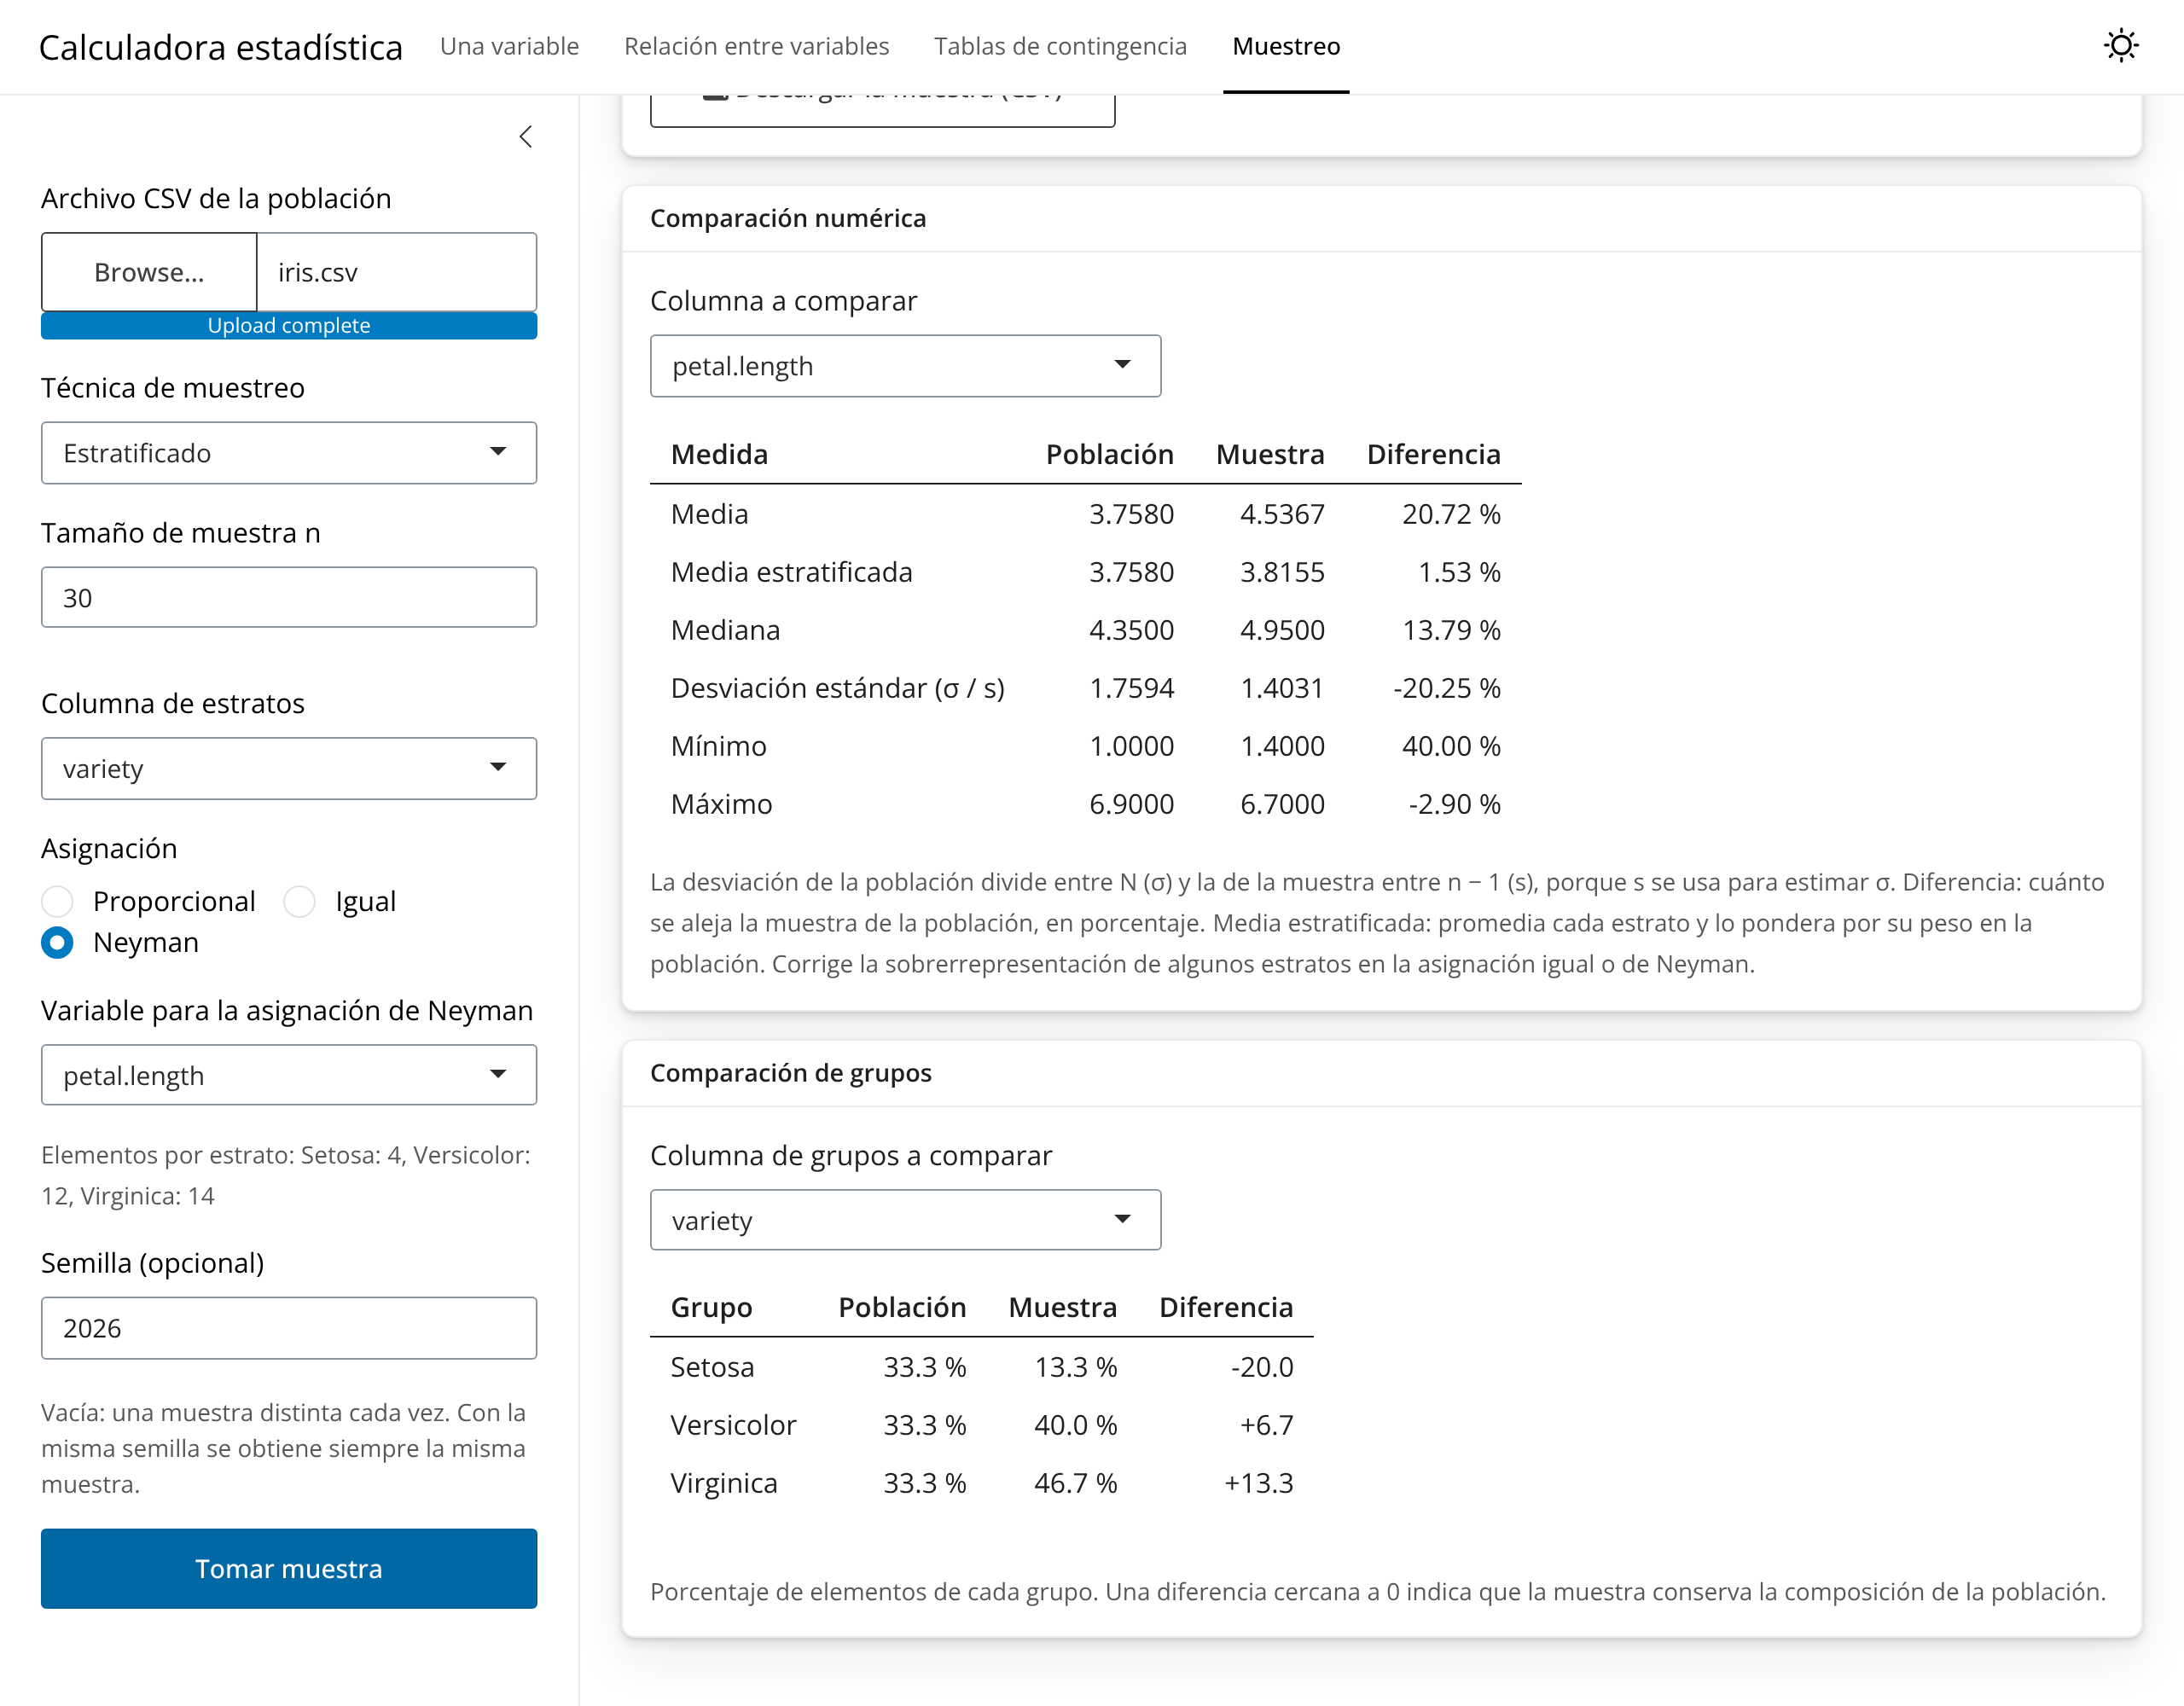 Calculadora estadística
Una variable
Relación entre variables
Tablas de contingencia
Muestreo
Archivo CSV de la población
Browse...
iris.csv
Upload complete
Técnica de muestreo
Estratificado
Tamaño de muestra n
30
Columna de estratos
variety
Asignación
Proporcional
Igual
Neyman
Variable para la asignación de Neyman
petal.length
Elementos por estrato: Setosa: 4, Versicolor:
12, Virginica: 14
Semilla (opcional)
2026
Vacía: una muestra distinta cada vez. Con la
misma semilla se obtiene siempre la misma
muestra.
Tomar muestra
Descargar la muestra (CSV)
Comparación numérica
Columna a comparar
petal.length
Medida Población Muestra Diferencia
Media 3.7580 4.5367 20.72 %
Media estratificada 3.7580 3.8155 1.53 %
Mediana 4.3500 4.9500 13.79 %
Desviación estándar (σ / s) 1.7594 1.4031 -20.25 %
Mínimo 1.0000 1.4000 40.00 %
Máximo 6.9000 6.7000 -2.90 %
La desviación de la población divide entre N (σ) y la de la muestra entre n − 1 (s), porque s se usa para estimar σ. Diferencia: cuánto
se aleja la muestra de la población, en porcentaje. Media estratificada: promedia cada estrato y lo pondera por su peso en la
población. Corrige la sobrerrepresentación de algunos estratos en la asignación igual o de Neyman.
Comparación de grupos
Columna de grupos a comparar
variety
Grupo Población Muestra Diferencia
Setosa 33.3 % 13.3 % -20.0
Versicolor 33.3 % 40.0 % +6.7
Virginica 33.3 % 46.7 % +13.3
Porcentaje de elementos de cada grupo. Una diferencia cercana a 0 indica que la muestra conserva la composición de la población.